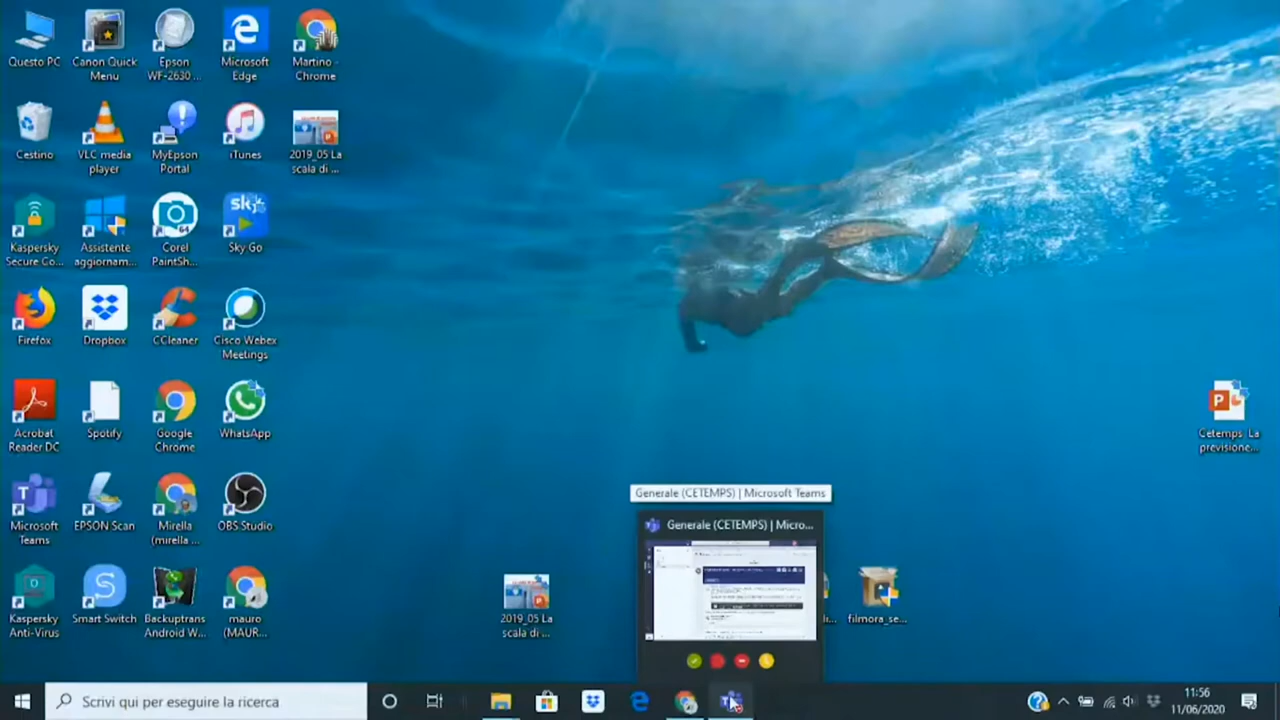 Questo PC
Canon Quick
Menu
Epson
WF-2630 ...
Microsoft
Edge
Martino -
Chrome
Cestino
VLC media
player
MyEpson
Portal
iTunes
2019_05 La
scala di ...
Kaspersky
Secure Co...
Assistente
aggiornam...
Corel
PaintSh...
sky
Sky Go
Firefox
Dropbox
CCleaner
Cisco Webex
Meetings
Acrobat
Reader DC
Spotify
Google
Chrome
WhatsApp
Cetemps_La
previsione...
Microsoft
Teams
EPSON Scan
Mirella
(mirella ...
OBS Studio
Generale (CETEMPS) | Microsoft Teams
Generale (CETEMPS) | Micro...
Kaspersky
Anti-Virus
Smart Switch
Backuptrans
Android W...
mauro
(MAUR...
2019_05 La
scala di ...
filmora_se...
Scrivi qui per eseguire la ricerca
11:56
11/06/2020